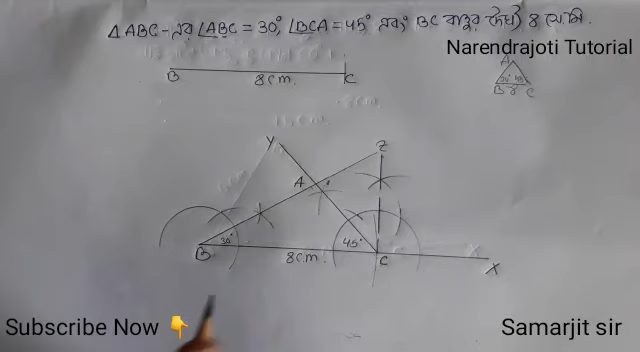 △ABC-এর ∠ABC = 30°, ∠BCA = 45° এবং BC বাহুর দৈর্ঘ্য 8 সে.মি.
Narendrajoti Tutorial
A
30° 45°
B 8 C
B 8cm. C
Y Z
A
30° 45°
B 8cm. C X
Subscribe Now 👇 Samarjit sir